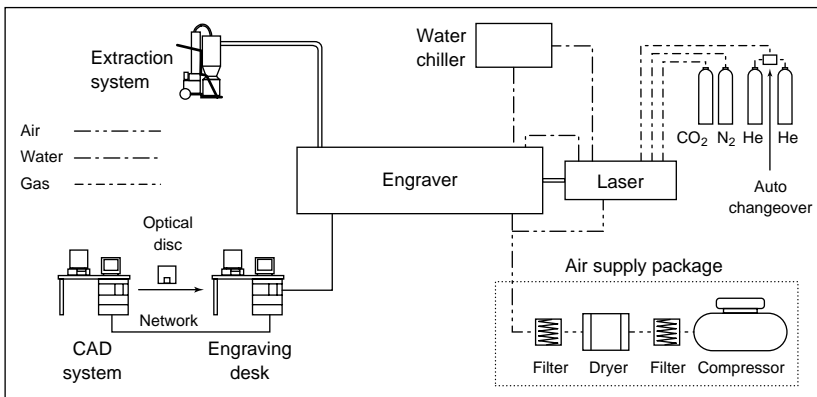 Extraction
system
Water
chiller
CO₂ N₂ He He
Air
Water
Gas
Engraver
Laser
Auto
changeover
Optical
disc
Air supply package
Network
CAD
system
Engraving
desk
Filter Dryer Filter Compressor